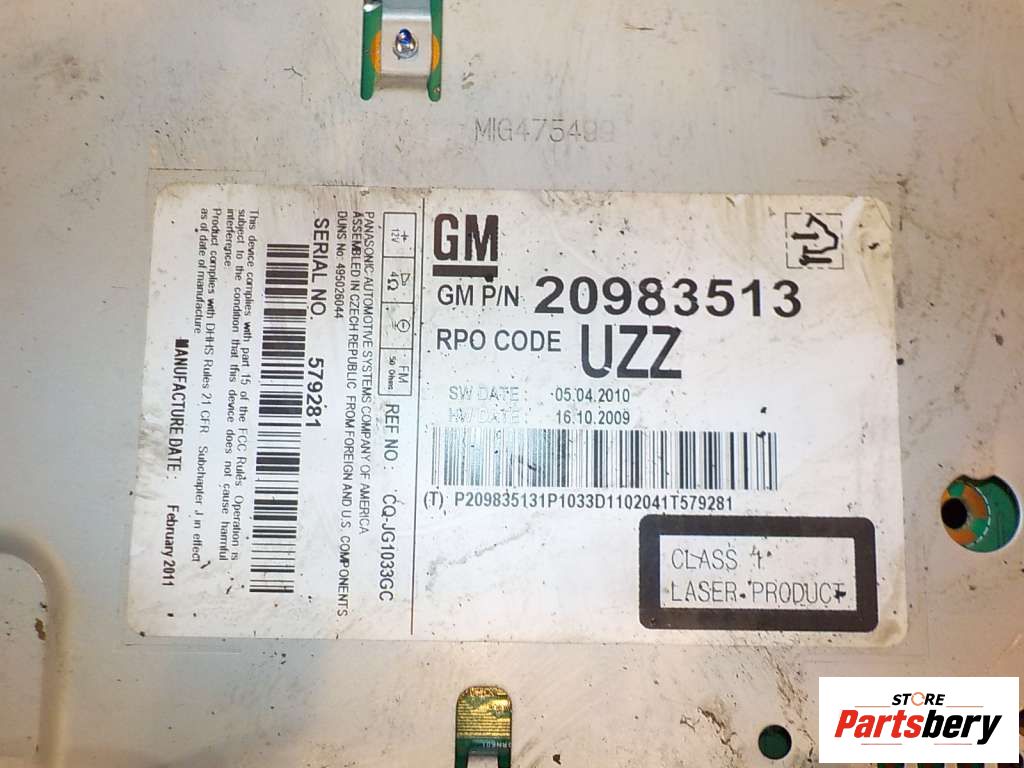 MIG475499
GM
GM P/N 20983513
RPO CODE UZZ
SW DATE : 05.04.2010
HW DATE : 16.10.2009
(T) P209835131P1033D1102041T579281
CLASS 1
LASER PRODUCT
+ 12V 4Ω FM 50 Ohms
REF NO : CQ-JG1033GC
PANASONIC AUTOMOTIVE SYSTEMS COMPANY OF AMERICA
ASSEMBLED IN CZECH REPUBLIC FROM FOREIGN AND U.S. COMPONENTS
DUNS No: 495026044
SERIAL NO. 579281
This device complies with part 15 of the FCC Rules. Operation is
subject to the condition that this device does not cause harmful
interference.
Product complies with DHHS Rules 21 CFR Subchapter J in effect
as of date of manufacture
MANUFACTURE DATE : February 2011
STORE
Partsbery